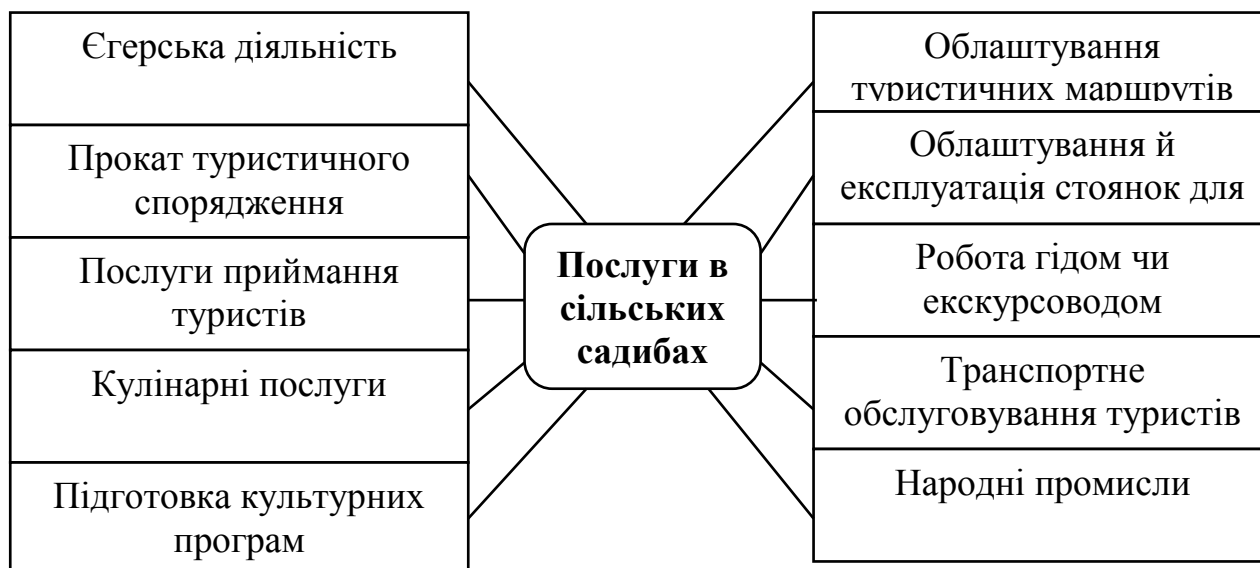 Єгерська діяльність
Прокат туристичного
спорядження
Послуги приймання
туристів
Кулінарні послуги
Підготовка культурних
програм
Послуги в
сільських
садибах
Облаштування
туристичних маршрутів
Облаштування й
експлуатація стоянок для
Робота гідом чи
екскурсоводом
Транспортне
обслуговування туристів
Народні промисли